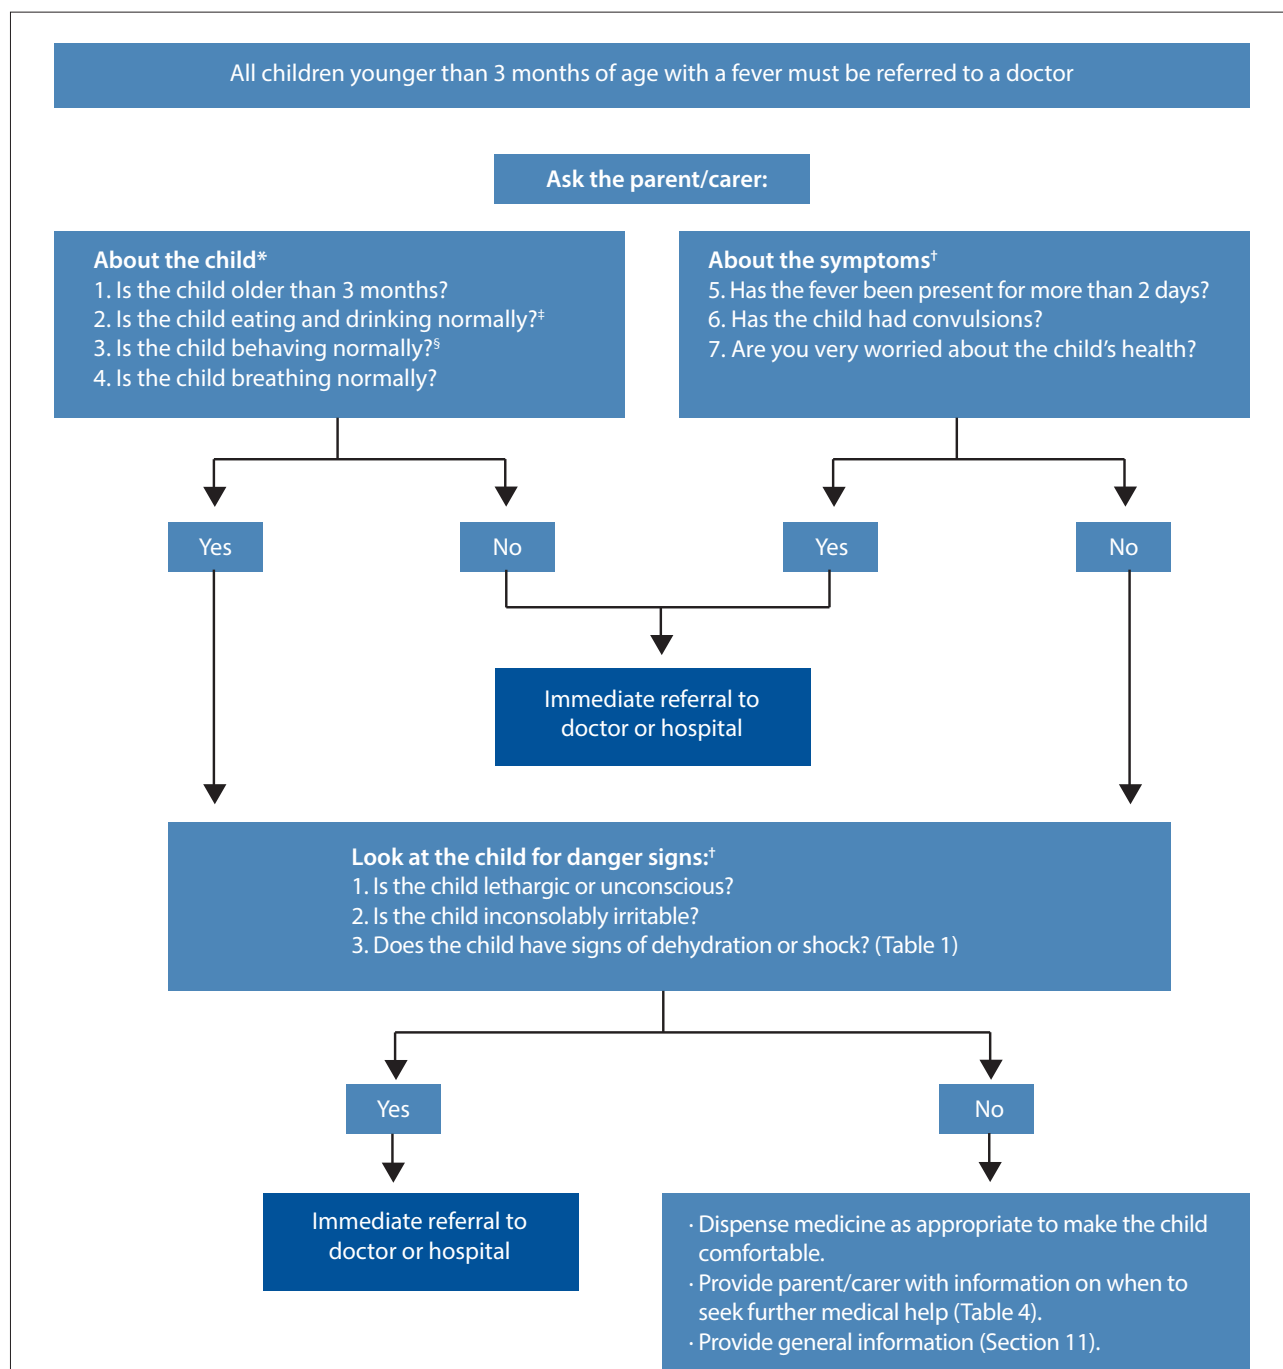 All children younger than 3 months of age with a fever must be referred to a doctor
Ask the parent/carer:
About the child*
1. Is the child older than 3 months?
2. Is the child eating and drinking normally?‡
3. Is the child behaving normally?§
4. Is the child breathing normally?
About the symptoms†
5. Has the fever been present for more than 2 days?
6. Has the child had convulsions?
7. Are you very worried about the child’s health?
Yes
No
Yes
No
Immediate referral to
doctor or hospital
Look at the child for danger signs:†
1. Is the child lethargic or unconscious?
2. Is the child inconsolably irritable?
3. Does the child have signs of dehydration or shock? (Table 1)
Yes
No
Immediate referral to
doctor or hospital
· Dispense medicine as appropriate to make the child
comfortable.
· Provide parent/carer with information on when to
seek further medical help (Table 4).
· Provide general information (Section 11).